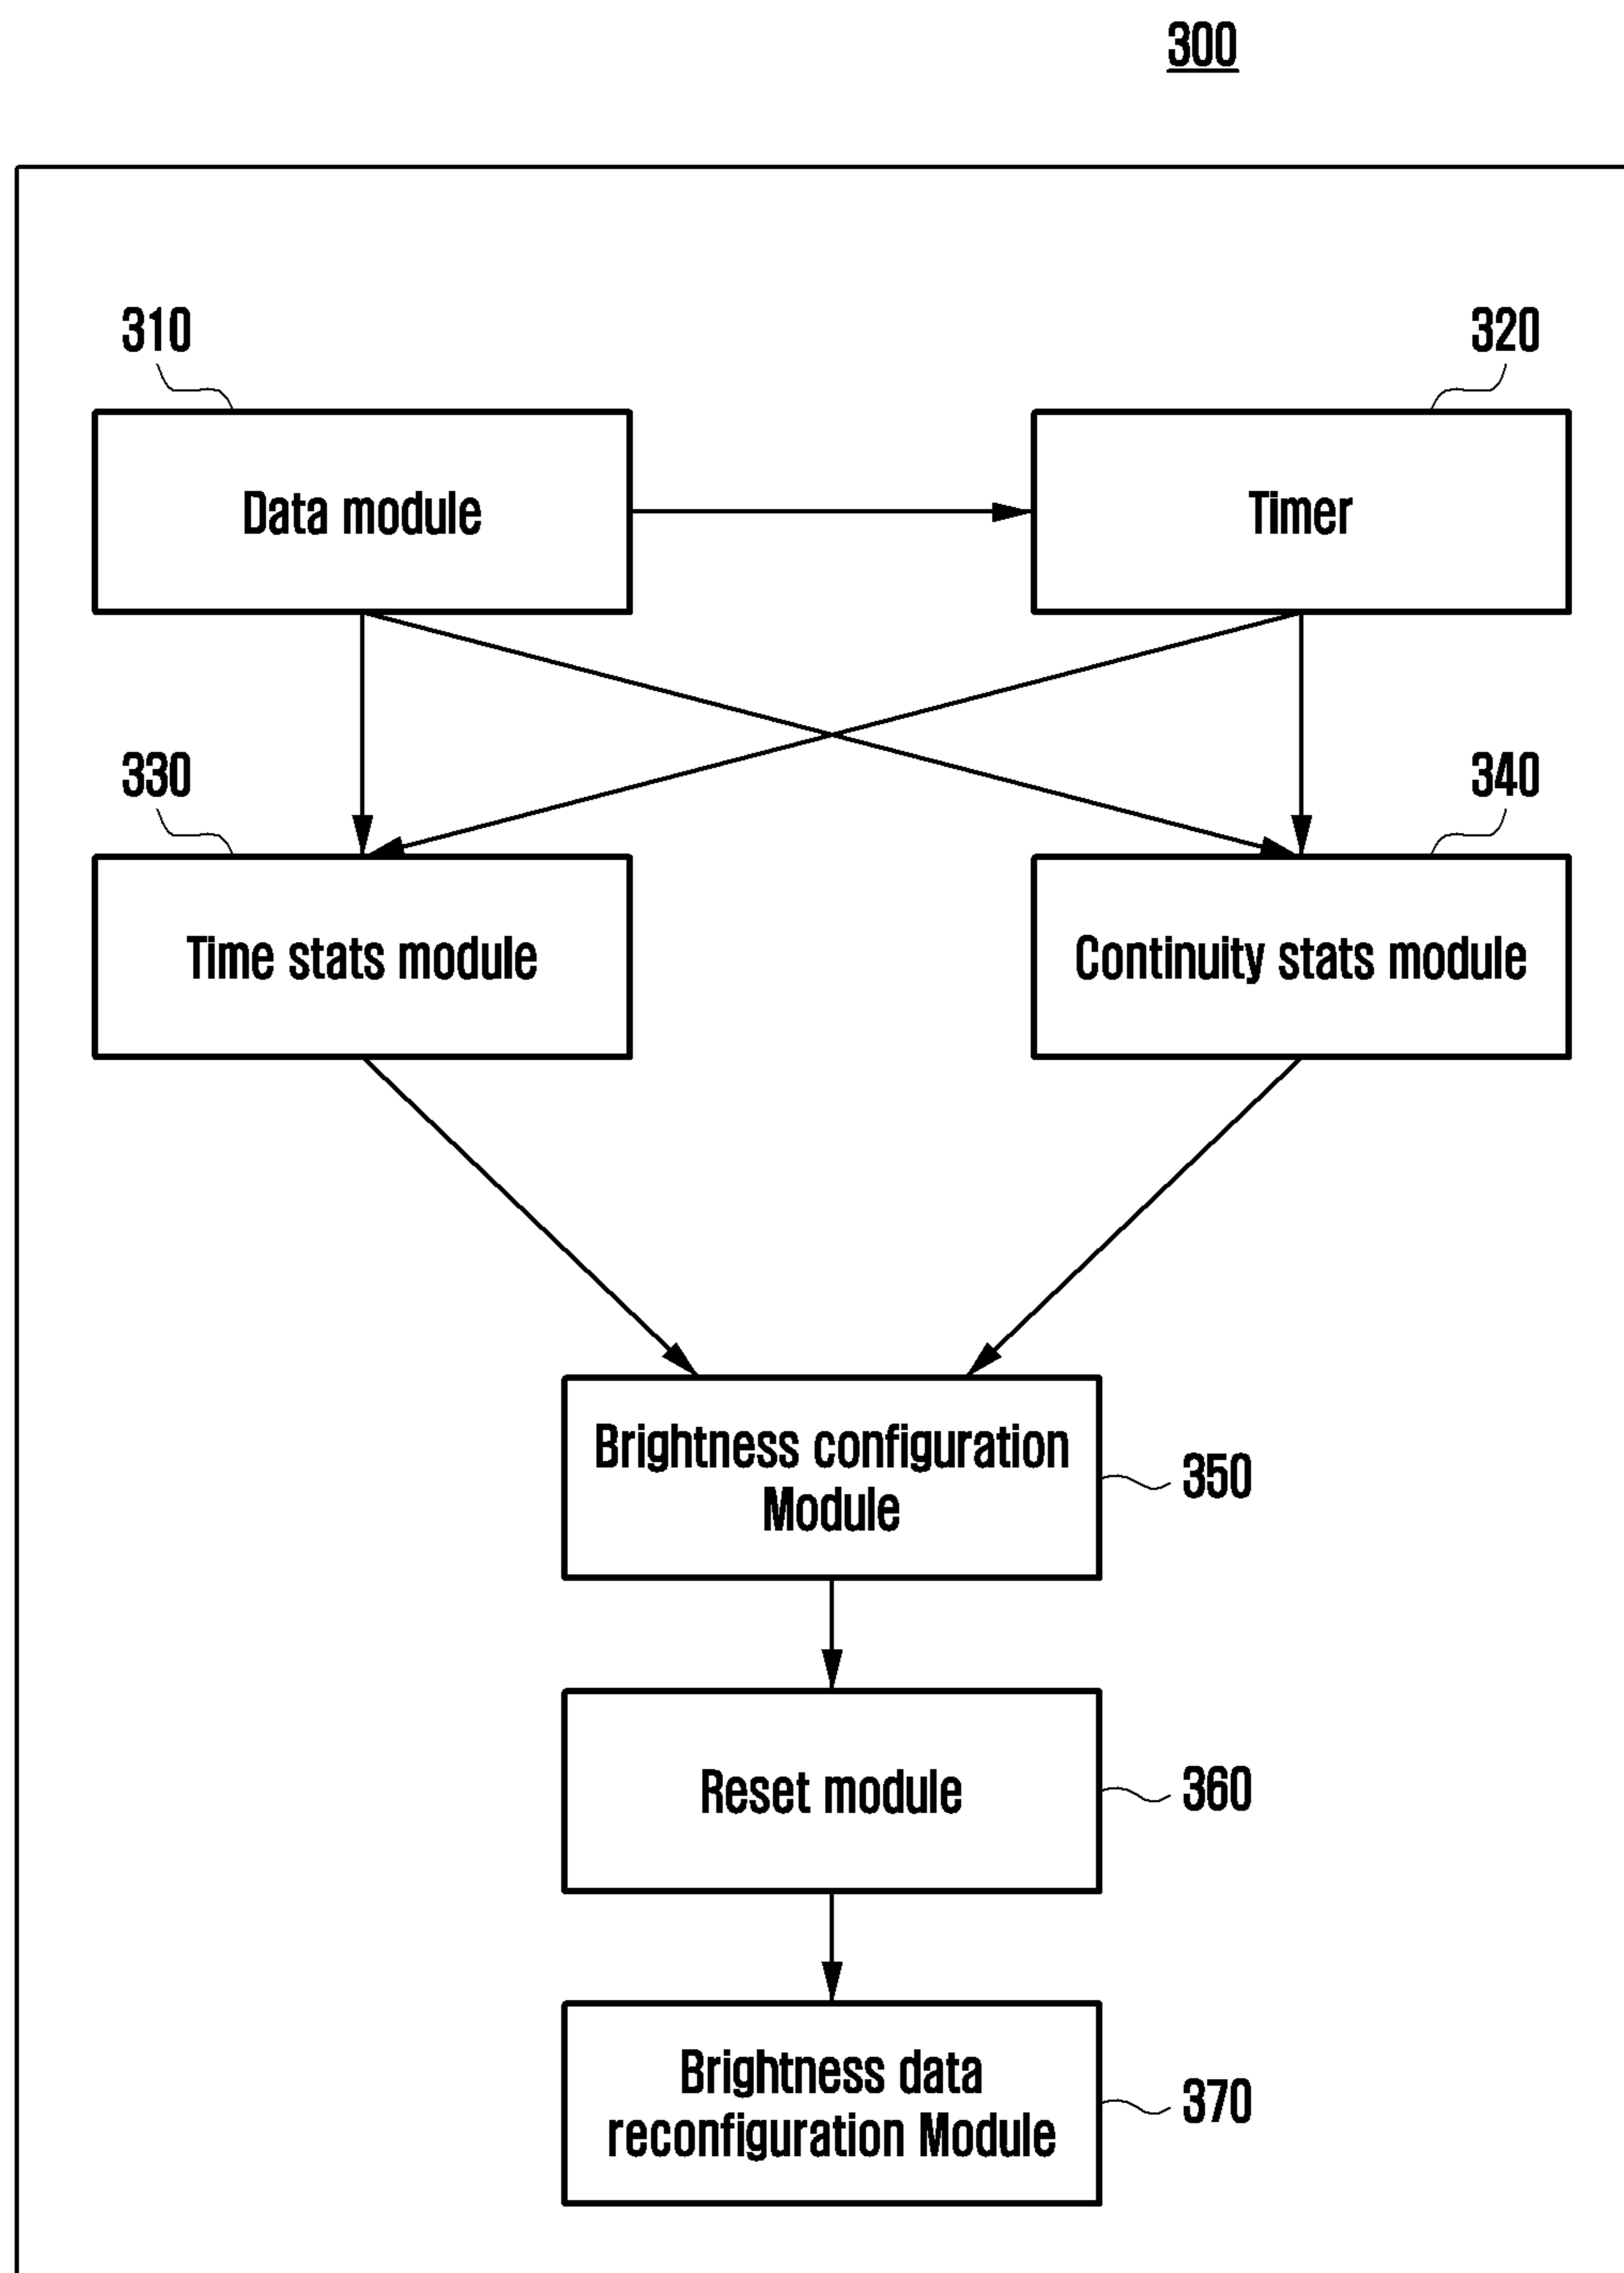 300
310
320
Data module
Timer
330
340
Time stats module
Continuity stats module
Brightness configuration
Module
350
Reset module
360
Brightness data
reconfiguration Module
370